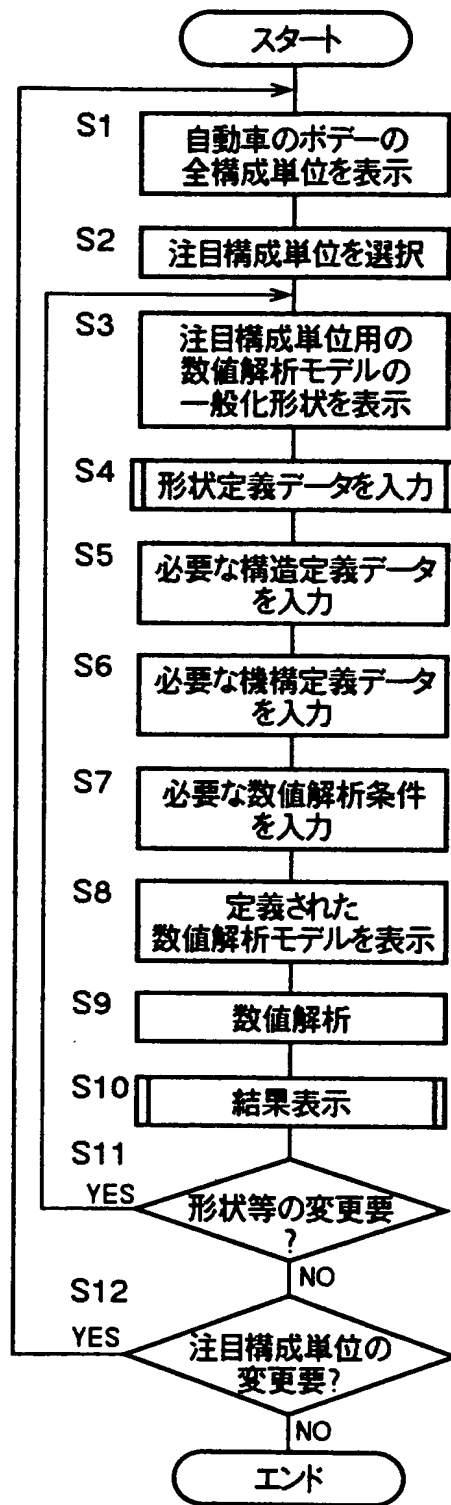 スタート
S1
自動車のボデーの
全構成単位を表示
S2
注目構成単位を選択
S3
注目構成単位用の
数値解析モデルの
一般化形状を表示
S4
形状定義データを入力
S5
必要な構造定義データ
を入力
S6
必要な機構定義データ
を入力
S7
必要な数値解析条件
を入力
S8
定義された
数値解析モデルを表示
S9
数値解析
S10
結果表示
S11
YES
形状等の変更要
?
NO
S12
YES
注目構成単位の
変更要?
NO
エンド